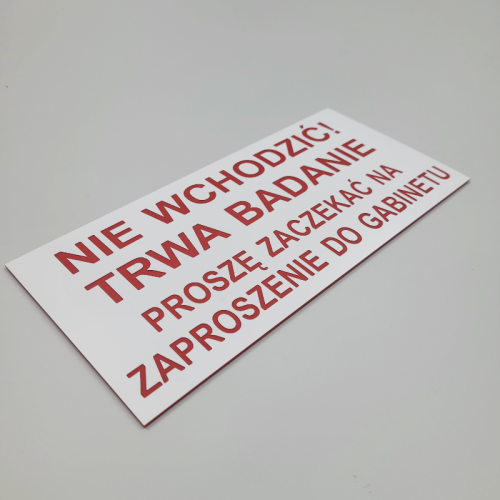 NIE WCHODZIĆ!
TRWA BADANIE
PROSZĘ ZACZEKAĆ NA
ZAPROSZENIE DO GABINETU